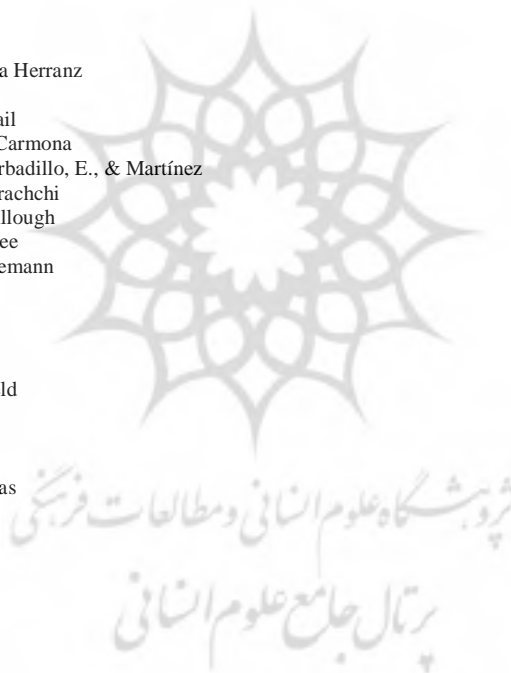 a Herranz
ail
Carmona
rbadillo, E., & Martínez
rachchi
llough
ee
emann
ld
as
پژوهشگاه علوم انسانی و مطالعات فرهنگی
پرتال جامع علوم انسانی